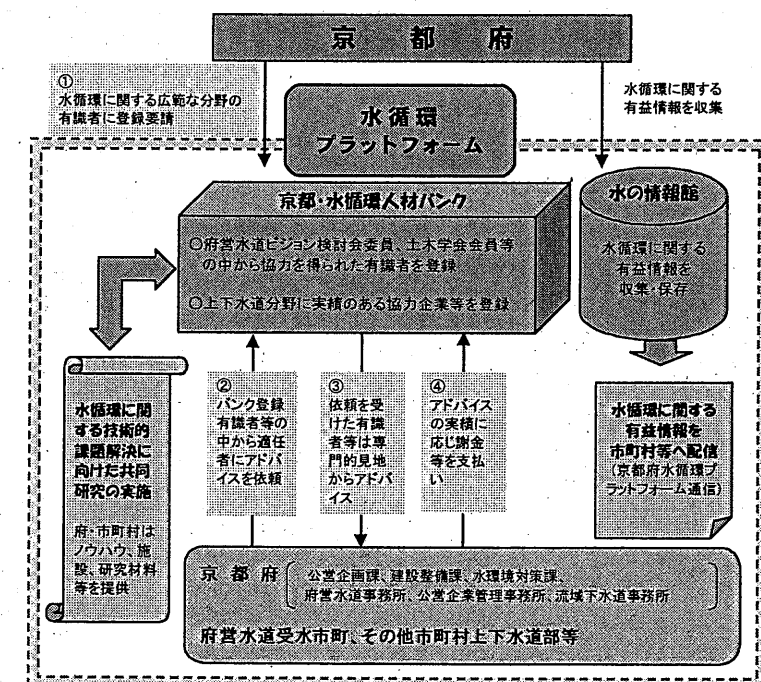 京都府
①
水循環に関する広範な分野の
有識者に登録要請
水循環
プラットフォーム
水循環に関する
有益情報を収集
京都・水循環人材バンク
○府営水道ビジョン検討会委員、土木学会会員等
の中から協力を得られた有識者を登録
○上下水道分野に実績のある協力企業等を登録
水の情報館
水循環に関する
有益情報を
収集・保存
水循環に関
する技術的
課題解決に
向けた共同
研究の実施
府・市町村は
ノウハウ、施
設、研究材料
等を提供
②
バンク登録
有識者等の
中から適任
者にアドバ
イスを依頼
③
依頼を受
けた有識
者等は専
門的見地
からアドバ
イス
④
アドバイス
の実績に
応じ謝金
等を支払
い
水循環に関する
有益情報を
市町村等へ配信
(京都府水循環プ
ラットフォーム通信)
京都府
公営企画課、建設整備課、水環境対策課、
府営水道事務所、公営企業管理事務所、流域下水道事務所
府営水道受水市町、その他市町村上下水道部等